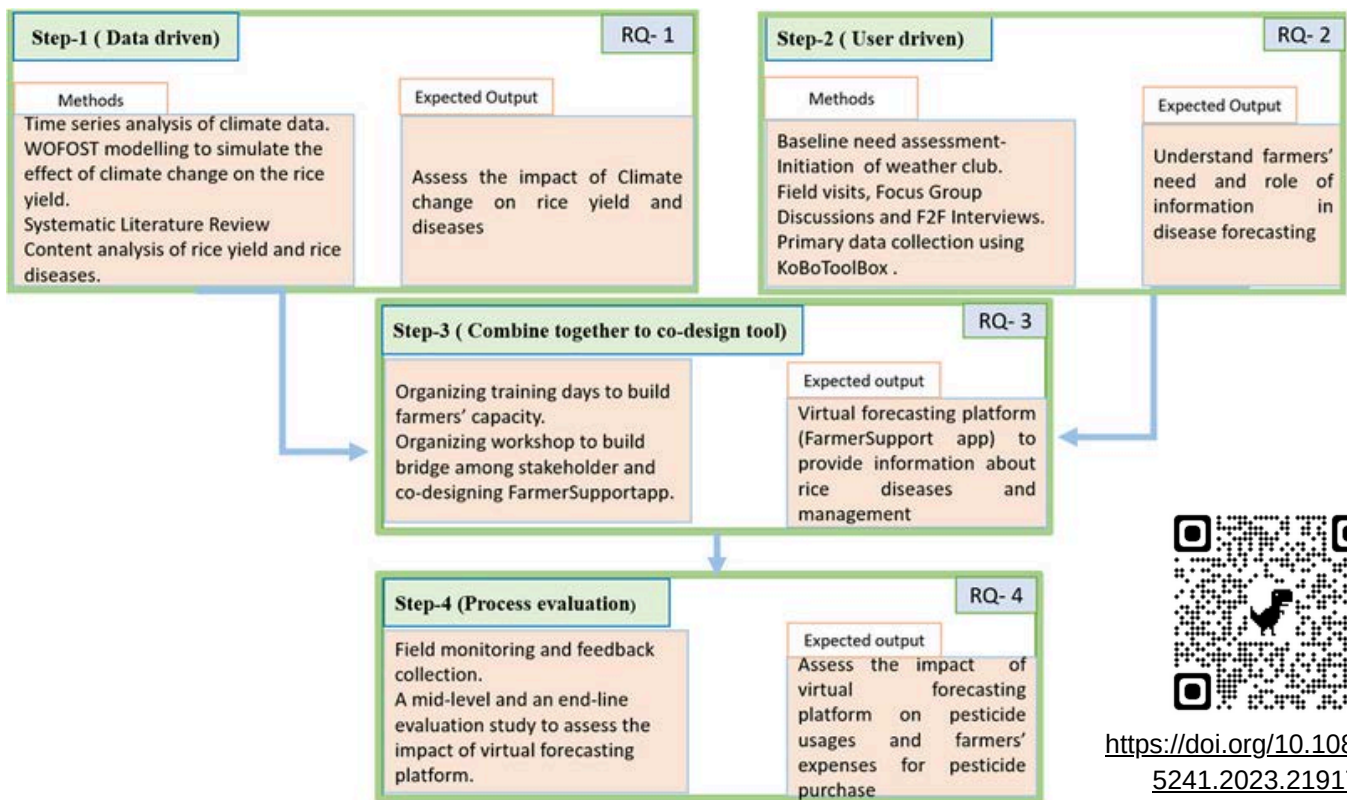 Step-1 ( Data driven)
RQ- 1
Methods
Time series analysis of climate data.
WOFOST modelling to simulate the
effect of climate change on the rice
yield.
Systematic Literature Review
Content analysis of rice yield and rice
diseases.
Expected Output
Assess the impact of Climate
change on rice yield and
diseases
Step-2 ( User driven)
RQ- 2
Methods
Baseline need assessment-
Initiation of weather club.
Field visits, Focus Group
Discussions and F2F Interviews.
Primary data collection using
KoBoToolBox .
Expected Output
Understand farmers'
need and role of
information in
disease forecasting
Step-3 ( Combine together to co-design tool)
RQ- 3
Organizing training days to build
farmers' capacity.
Organizing workshop to build
bridge among stakeholder and
co-designing FarmerSupportapp.
Expected output
Virtual forecasting platform
(FarmerSupport app) to
provide information about
rice diseases and
management
Step-4 (Process evaluation)
RQ- 4
Field monitoring and feedback
collection.
A mid-level and an end-line
evaluation study to assess the
impact of virtual forecasting
platform.
Expected output
Assess the impact of
virtual forecasting
platform on pesticide
usages and farmers'
expenses for pesticide
purchase
https://doi.org/10.108
5241.2023.2191